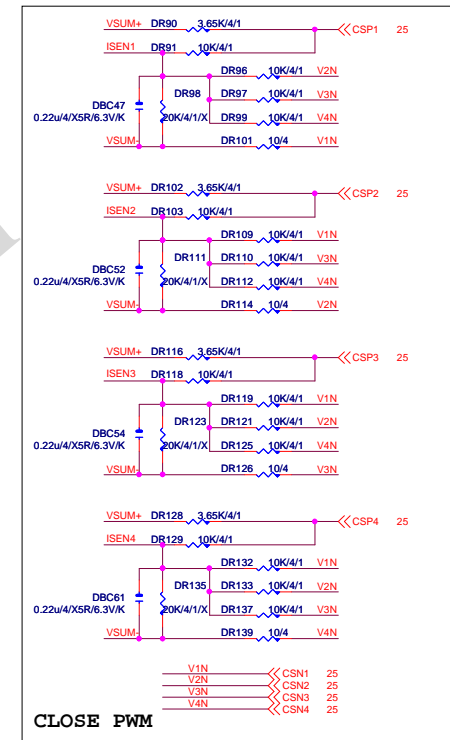 VSUM+ DR90 3.65K/4/1 CSP1 25
ISEN1 DR91 10K/4/1
DR96 10K/4/1 V2N
DR98 DR97 10K/4/1 V3N
DBC47
0.22u/4/X5R/6.3V/K 20K/4/1/X DR99 10K/4/1 V4N
VSUM- DR101 10/4 V1N
VSUM+ DR102 3.65K/4/1 CSP2 25
ISEN2 DR103 10K/4/1
DR109 10K/4/1 V1N
DR111 DR110 10K/4/1 V3N
DBC52
0.22u/4/X5R/6.3V/K 20K/4/1/X DR112 10K/4/1 V4N
VSUM- DR114 10/4 V2N
VSUM+ DR116 3.65K/4/1 CSP3 25
ISEN3 DR118 10K/4/1
DR119 10K/4/1 V1N
DR123 DR121 10K/4/1 V2N
DBC54
0.22u/4/X5R/6.3V/K 20K/4/1/X DR125 10K/4/1 V4N
VSUM- DR126 10/4 V3N
VSUM+ DR128 3.65K/4/1 CSP4 25
ISEN4 DR129 10K/4/1
DR132 10K/4/1 V1N
DR135 DR133 10K/4/1 V2N
DBC61
0.22u/4/X5R/6.3V/K 20K/4/1/X DR137 10K/4/1 V3N
VSUM- DR139 10/4 V4N
V1N CSN1 25
V2N CSN2 25
V3N CSN3 25
V4N CSN4 25
CLOSE PWM